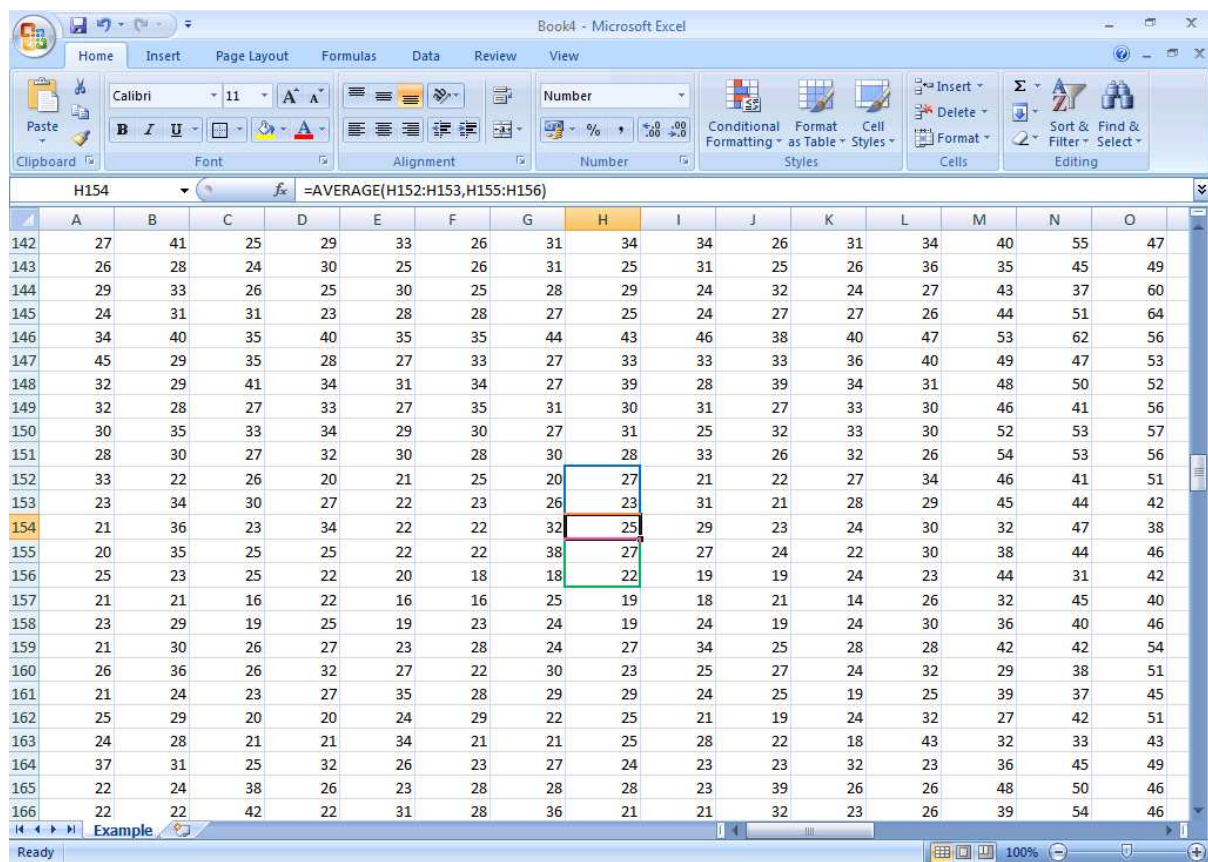 Book4 - Microsoft Excel
Home Insert Page Layout Formulas Data Review View
Paste
Calibri 11 A A
B I U A
Number
% , .00 .0
Conditional Formatting
Format as Table
Cell Styles
Insert
Delete
Format
Σ
Sort & Filter
Find & Select
Clipboard Font Alignment Number Styles Cells Editing
H154 fx =AVERAGE(H152:H153,H155:H156)
A B C D E F G H I J K L M N O
142 27 41 25 29 33 26 31 34 34 26 31 34 40 55 47
143 26 28 24 30 25 26 31 25 31 25 26 36 35 45 49
144 29 33 26 25 30 25 28 29 24 32 24 27 43 37 60
145 24 31 31 23 28 28 27 25 24 27 27 26 44 51 64
146 34 40 35 40 35 35 44 43 46 38 40 47 53 62 56
147 45 29 35 28 27 33 27 33 33 33 36 40 49 47 53
148 32 29 41 34 31 34 27 39 28 39 34 31 48 50 52
149 32 28 27 33 27 35 31 30 31 27 33 30 46 41 56
150 30 35 33 34 29 30 27 31 25 32 33 30 52 53 57
151 28 30 27 32 30 28 30 28 33 26 32 26 54 53 56
152 33 22 26 20 21 25 20 27 21 22 27 34 46 41 51
153 23 34 30 27 22 23 26 23 31 21 28 29 45 44 42
154 21 36 23 34 22 22 32 25 29 23 24 30 32 47 38
155 20 35 25 25 22 22 38 27 27 24 22 30 38 44 46
156 25 23 25 22 20 18 18 22 19 19 24 23 44 31 42
157 21 21 16 22 16 16 25 19 18 21 14 26 32 45 40
158 23 29 19 25 19 23 24 19 24 19 24 30 36 40 46
159 21 30 26 27 23 28 24 27 34 25 28 28 42 42 54
160 26 36 26 32 27 22 30 23 25 27 24 32 29 38 51
161 21 24 23 27 35 28 29 29 24 25 19 25 39 37 45
162 25 29 20 20 24 29 22 25 21 19 24 32 27 42 51
163 24 28 21 21 34 21 21 25 28 22 18 43 32 33 43
164 37 31 25 32 26 23 27 24 23 23 32 23 36 45 49
165 22 24 38 26 23 28 28 28 23 39 26 26 48 50 46
166 22 22 42 22 31 28 36 21 21 32 23 26 39 54 46
Example
Ready 100%